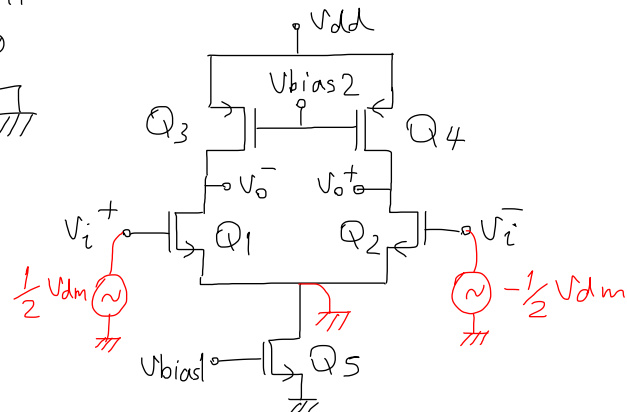 Vdd
Vbias2
Q3
Q4
Vo-
Vo+
Vi+
Q1
Q2
Vi-
1/2 Vdm
-1/2 Vdm
Vbias1
Q5